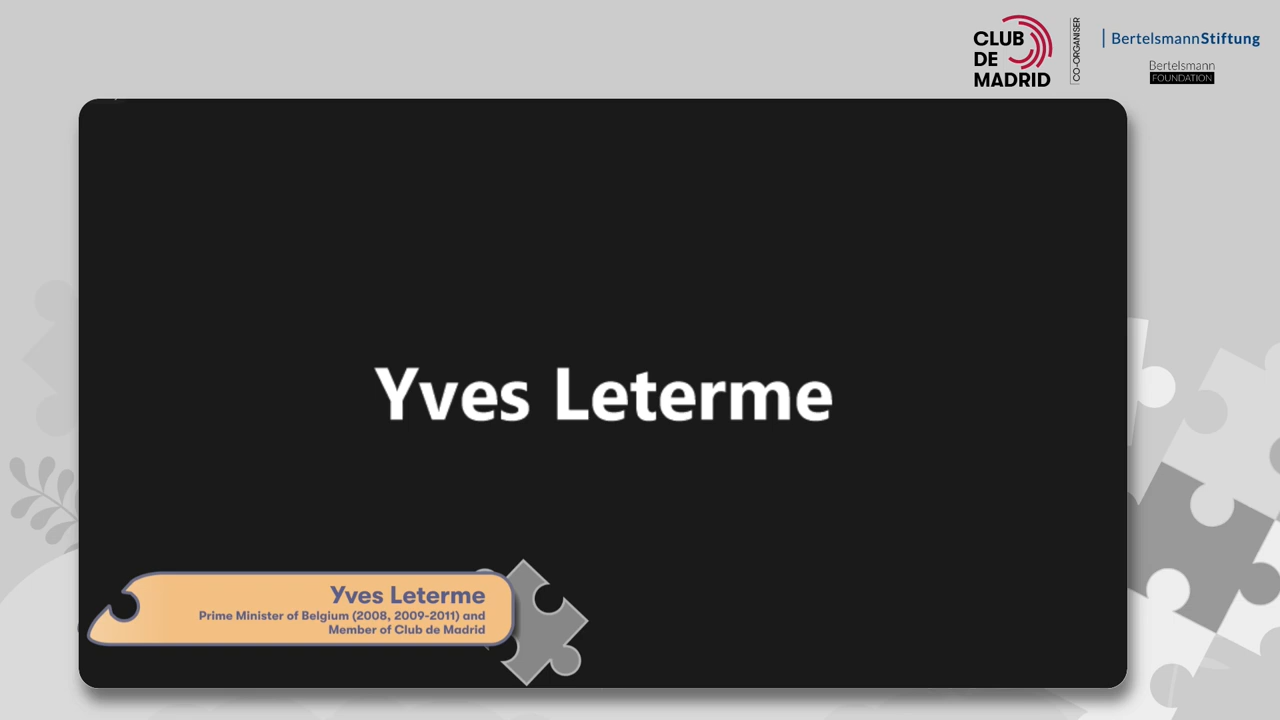 CLUB
DE
MADRID
CO-ORGANISER
BertelsmannStiftung
Bertelsmann
FOUNDATION
Yves Leterme
Yves Leterme
Prime Minister of Belgium (2008, 2009-2011) and
Member of Club de Madrid